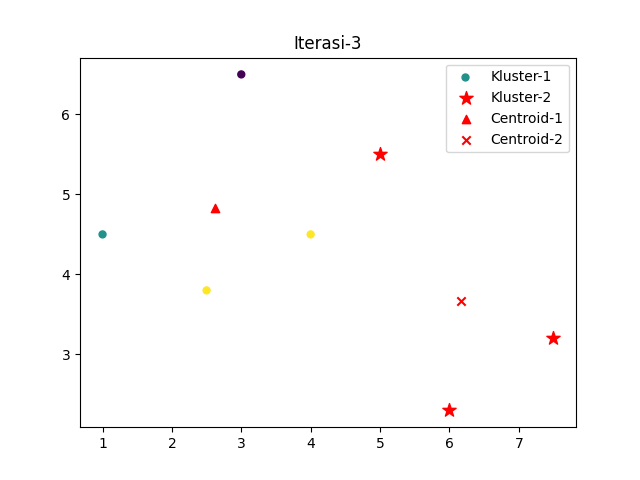 Iterasi-3
Kluster-1
Kluster-2
Centroid-1
Centroid-2
6
5
4
3
1 2 3 4 5 6 7